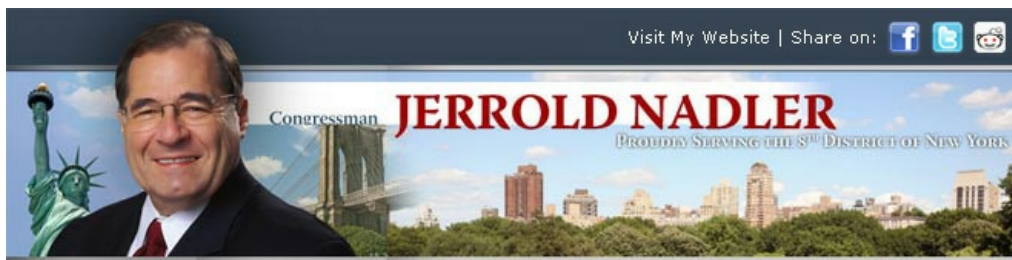 Visit My Website | Share on:
Congressman JERROLD NADLER
PROUDLY SERVING THE 8TH DISTRICT OF NEW YORK